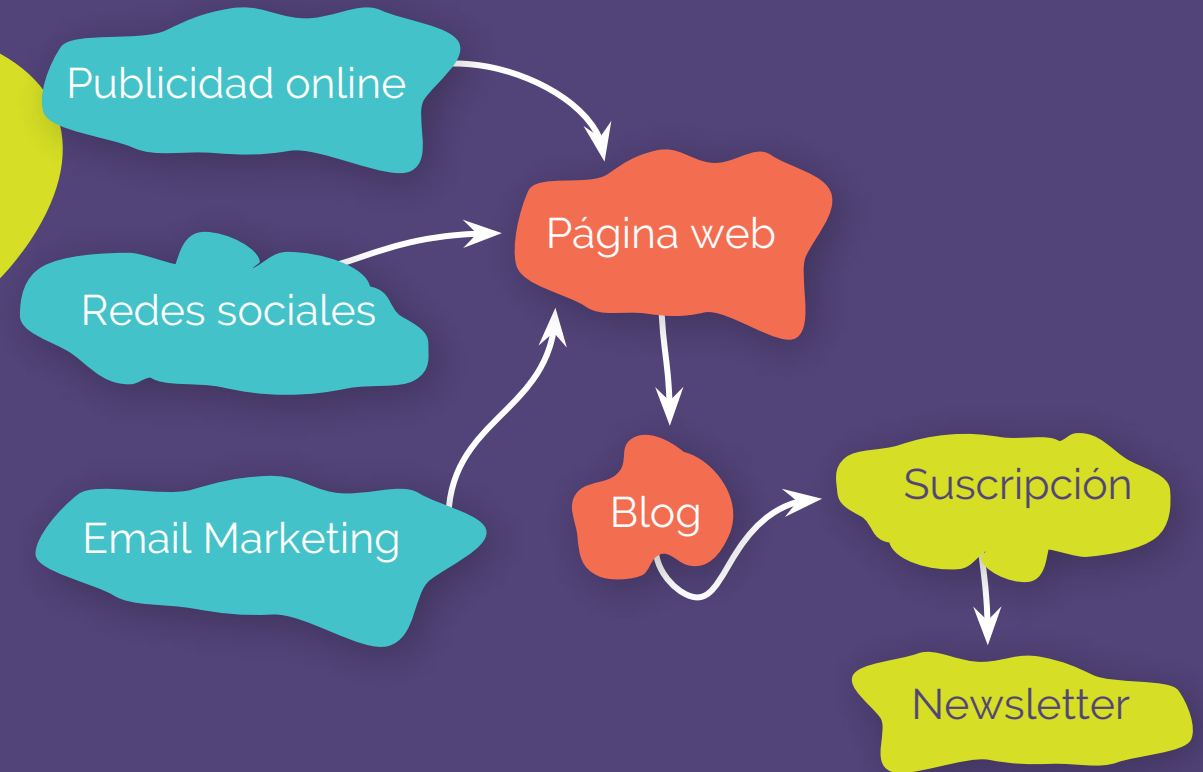 Publicidad online
Página web
Redes sociales
Email Marketing
Blog
Suscripción
Newsletter